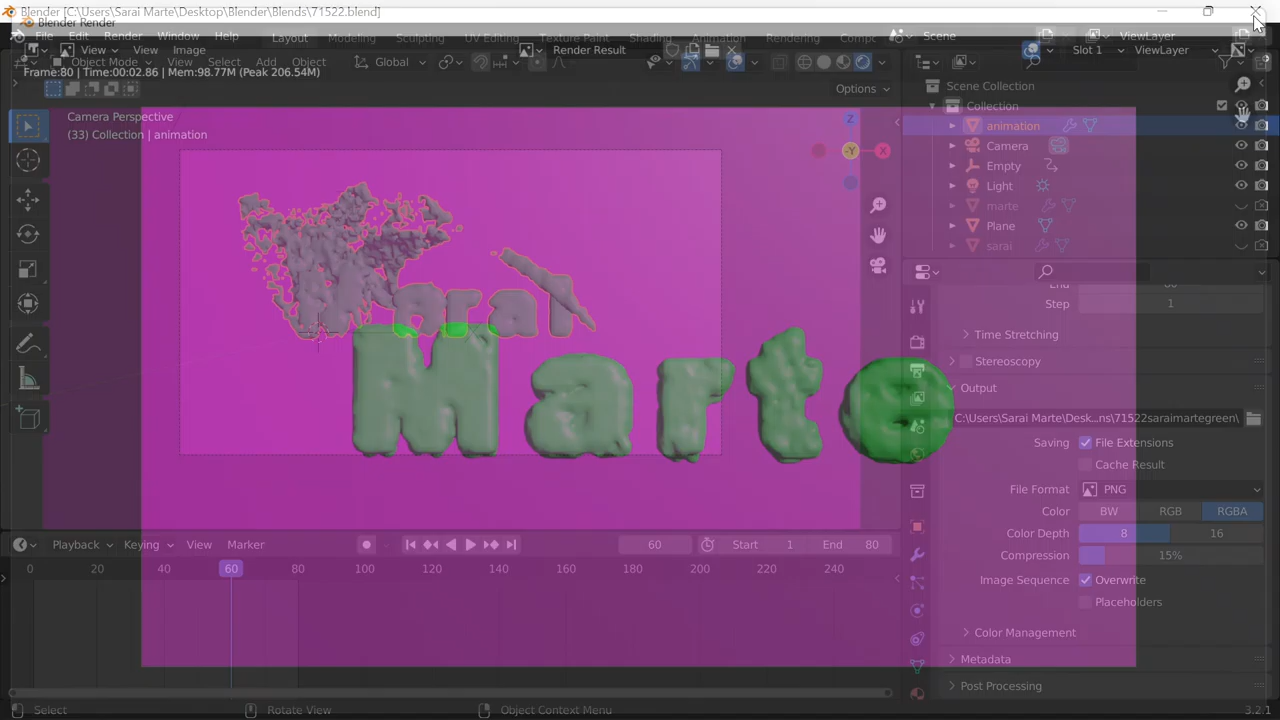 Blender [C:\Users\Sarai Marte\Desktop\Blender\Blends\71522.blend]
Blender Render
File Edit Render Window Help Layout Modeling Sculpting UV Editing Texture Paint Shading Animation Rendering Scene ViewLayer
View View Image Render Result Slot 1 ViewLayer
Object Mode View Select Add Object Global
Frame:80 | Time:00:02.86 | Mem:98.77M (Peak 206.54M)
Options
Camera Perspective
(33) Collection | animation
Z
-Y
X
Scene Collection
Collection
animation
Camera
Empty
Light
marte
Plane
sarai
Sarai
Marte
80
Step 1
Time Stretching
Stereoscopy
Output
C:\Users\Sarai Marte\Desk...ns\71522saraimartegreen\
Saving File Extensions
Cache Result
File Format PNG
Color BW RGB RGBA
Color Depth 8 16
Compression 15%
Image Sequence Overwrite
Placeholders
Color Management
Metadata
Post Processing
Playback Keying View Marker 60 Start 1 End 80
0 20 40 60 80 100 120 140 160 180 200 220 240
Select Rotate View Object Context Menu 3.2.1